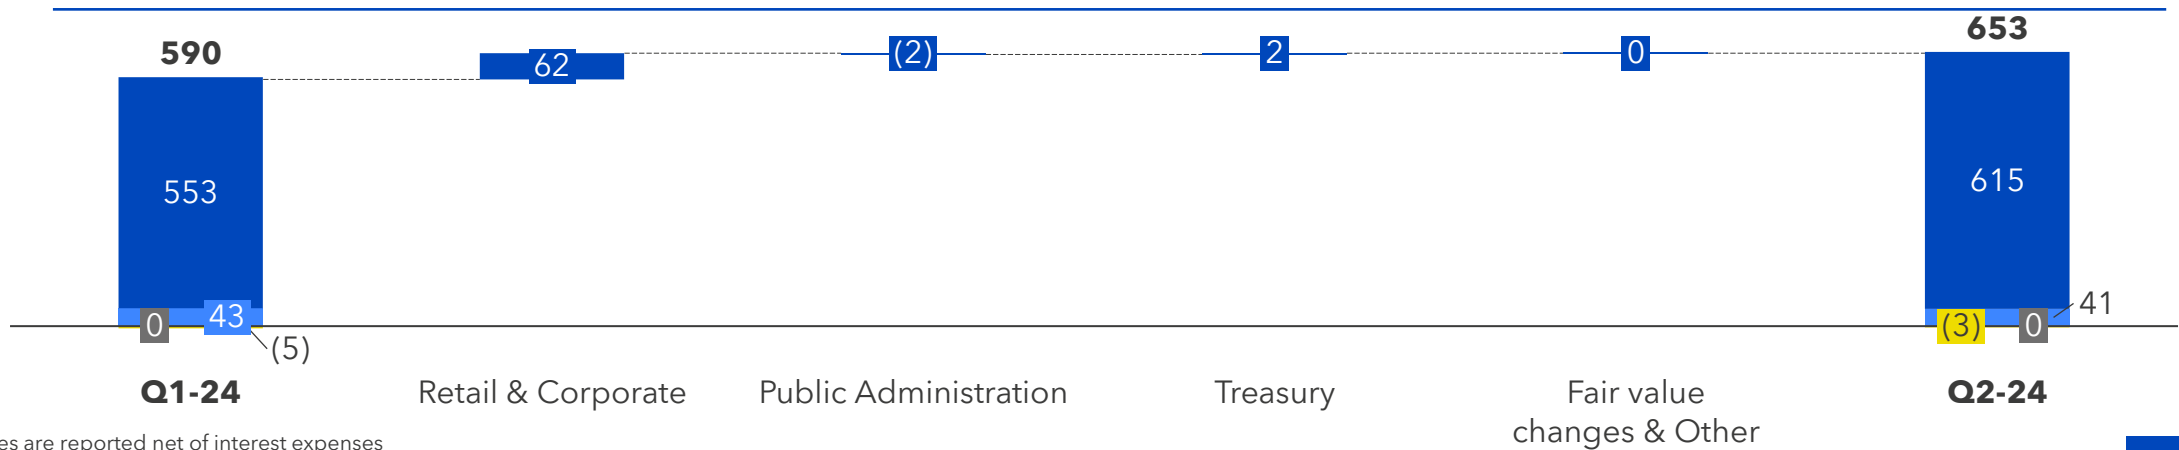 590
62
(2)
2
0
653
553
615
0
43
(5)
(3)
0
41
Q1-24
Retail & Corporate
Public Administration
Treasury
Fair value
changes & Other
Q2-24
are reported net of interest expenses